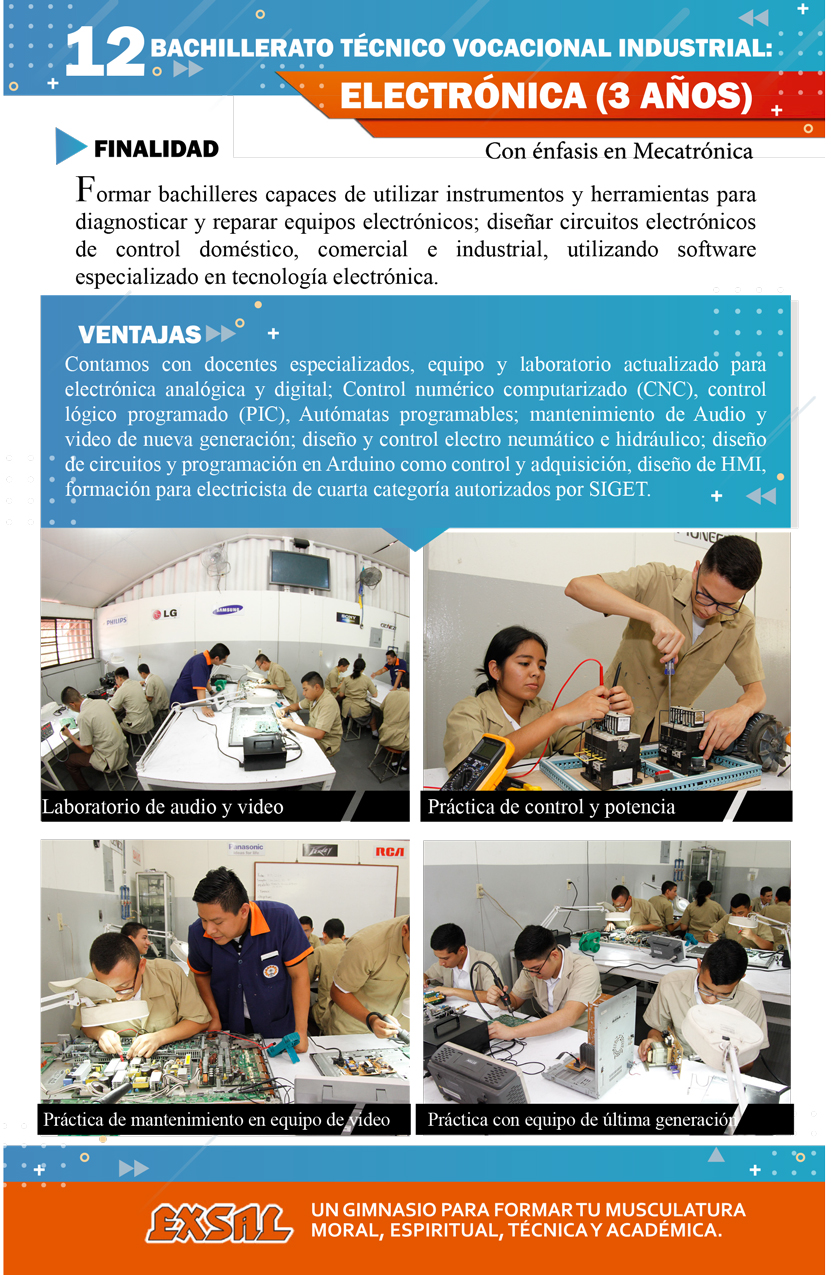 12 BACHILLERATO TÉCNICO VOCACIONAL INDUSTRIAL:
ELECTRÓNICA (3 AÑOS)
FINALIDAD
Con énfasis en Mecatrónica
Formar bachilleres capaces de utilizar instrumentos y herramientas para
diagnosticar y reparar equipos electrónicos; diseñar circuitos electrónicos
de control doméstico, comercial e industrial, utilizando software
especializado en tecnología electrónica.
VENTAJAS
Contamos con docentes especializados, equipo y laboratorio actualizado para
electrónica analógica y digital; Control numérico computarizado (CNC), control
lógico programado (PIC), Autómatas programables; mantenimiento de Audio y
video de nueva generación; diseño y control electro neumático e hidráulico; diseño
de circuitos y programación en Arduino como control y adquisición, diseño de HMI,
formación para electricista de cuarta categoría autorizados por SIGET.
PHILIPS
LG
SAMSUNG
SONY
Laboratorio de audio y video
Práctica de control y potencia
Panasonic
RCA
Práctica de mantenimiento en equipo de video
Práctica con equipo de última generación
EXSAL
UN GIMNASIO PARA FORMAR TU MUSCULATURA
MORAL, ESPIRITUAL, TÉCNICA Y ACADÉMICA.